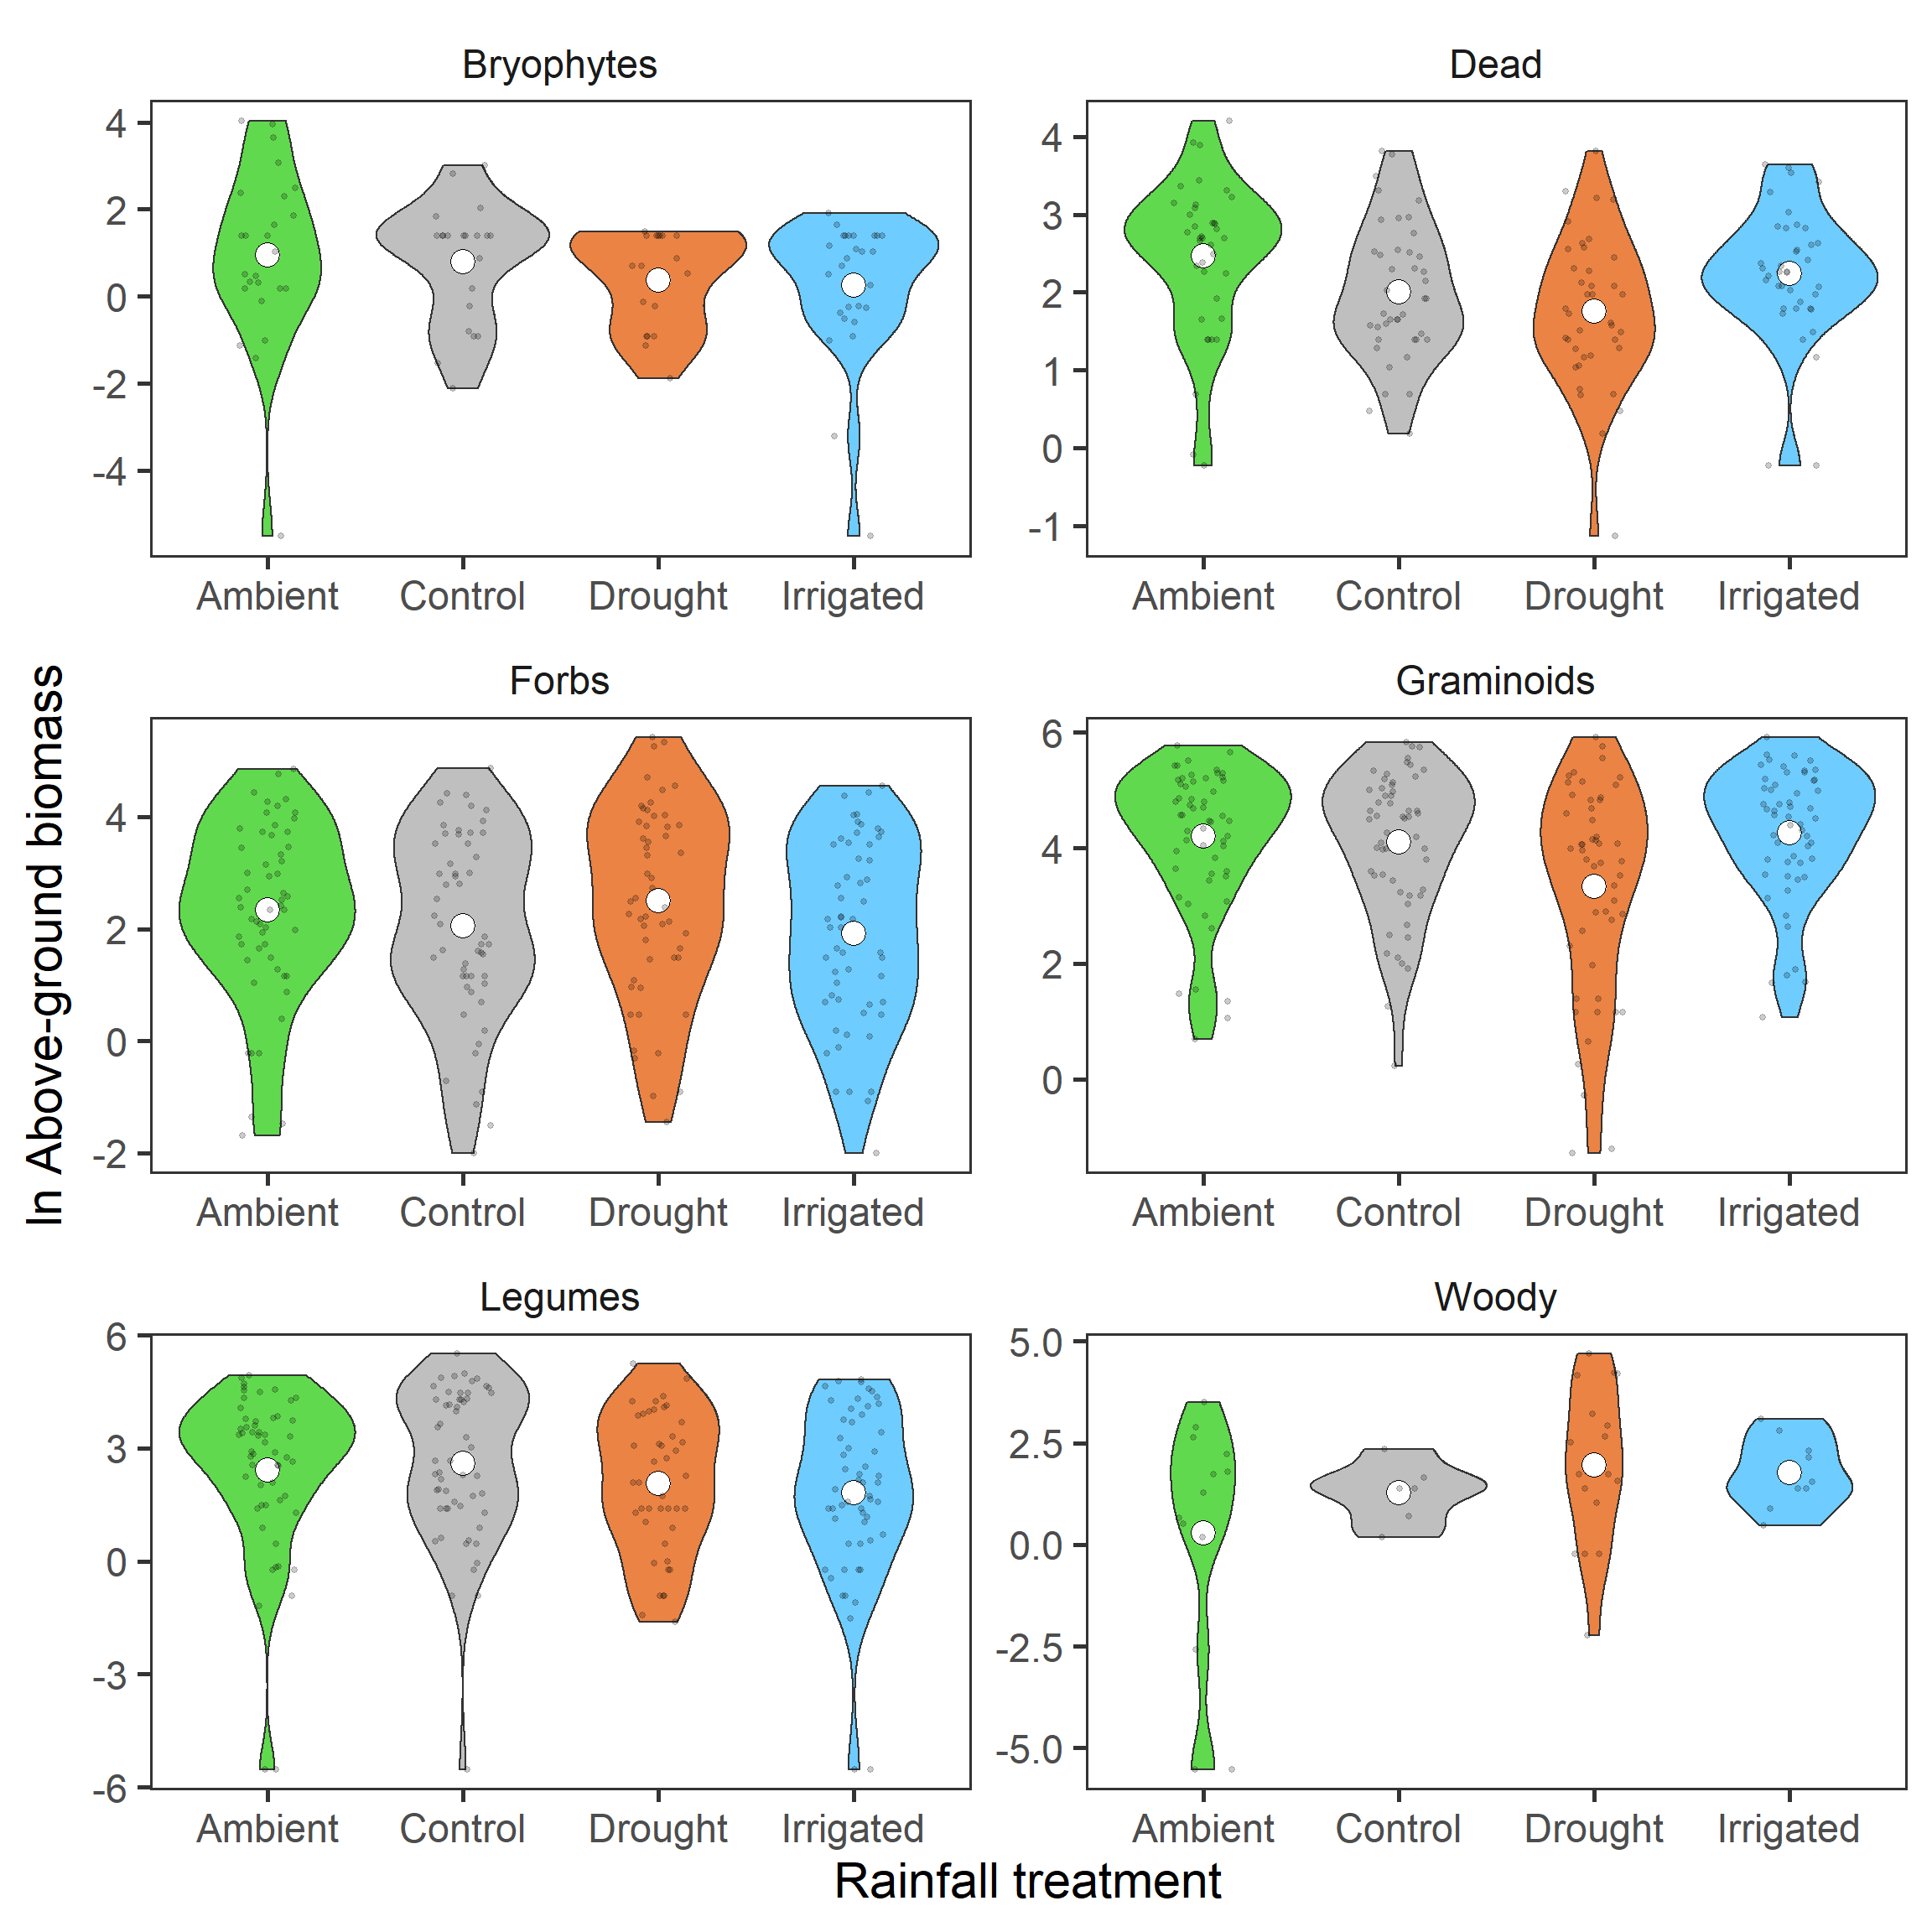 Bryophytes
Dead
4
2
0
-2
-4
4
3
2
1
0
-1
Ambient Control Drought Irrigated
Ambient Control Drought Irrigated
ln Above-ground biomass
Forbs
Graminoids
4
2
0
-2
6
4
2
0
Ambient Control Drought Irrigated
Ambient Control Drought Irrigated
Legumes
Woody
6
3
0
-3
-6
5.0
2.5
0.0
-2.5
-5.0
Ambient Control Drought Irrigated
Ambient Control Drought Irrigated
Rainfall treatment